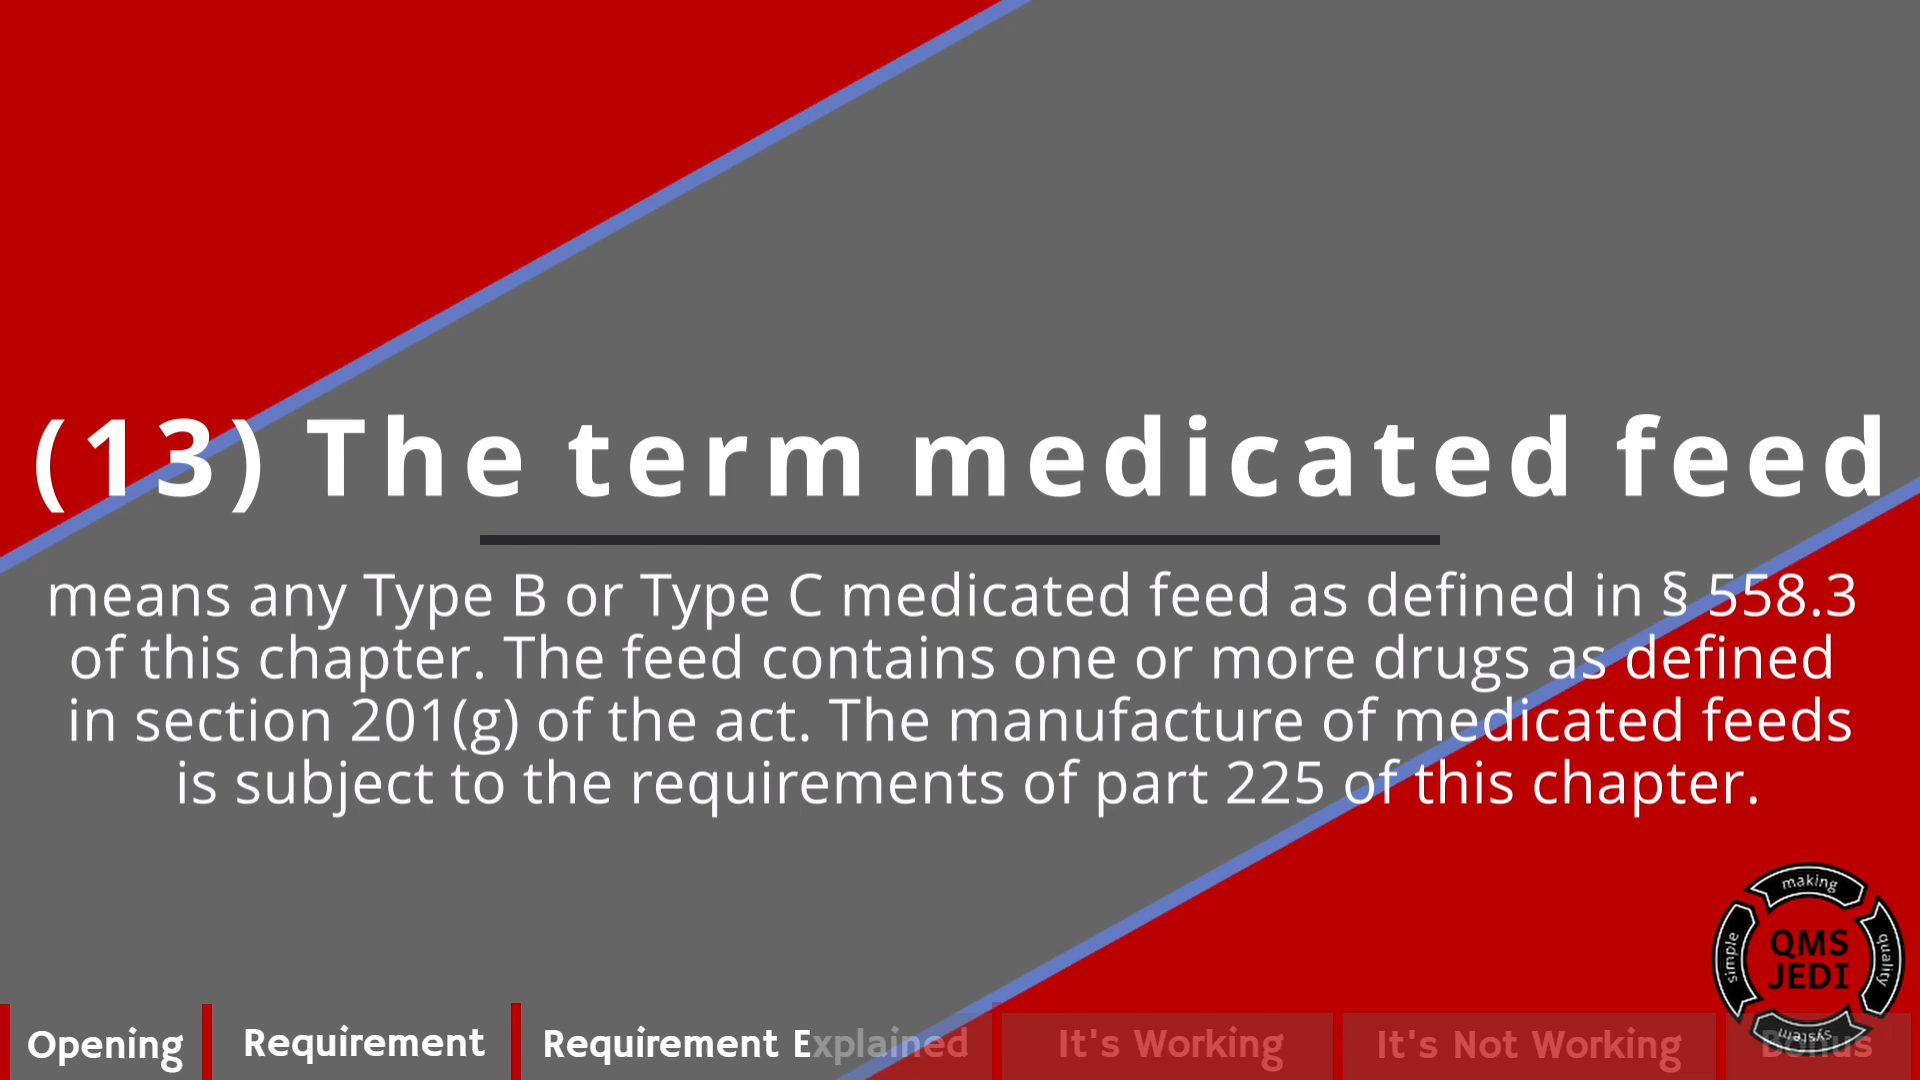 (13) The term medicated feed
means any Type B or Type C medicated feed as defined in § 558.3
of this chapter. The feed contains one or more drugs as defined
in section 201(g) of the act. The manufacture of medicated feeds
is subject to the requirements of part 225 of this chapter.
making
quality
system
simple
QMS
JEDI
Opening
Requirement
Requirement Explained
It's Working
It's Not Working
Bonus